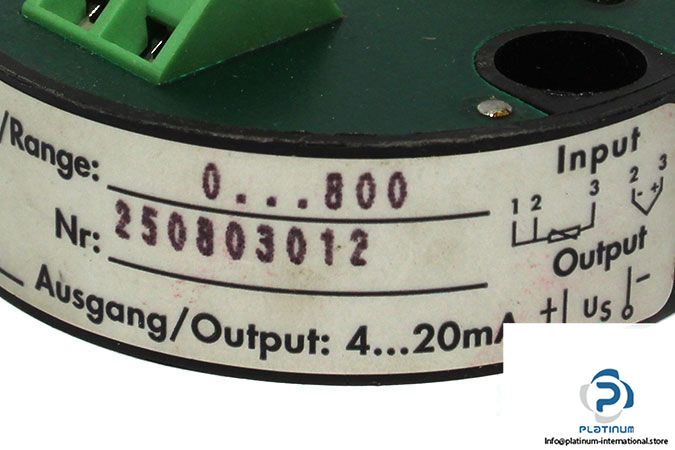 /Range: 0...800
Nr: 250803012
Ausgang/Output: 4...20mA
Input
1 2 3 2 3
- +
Output
+ US -
PLATINUM
Info@platinum-international.store